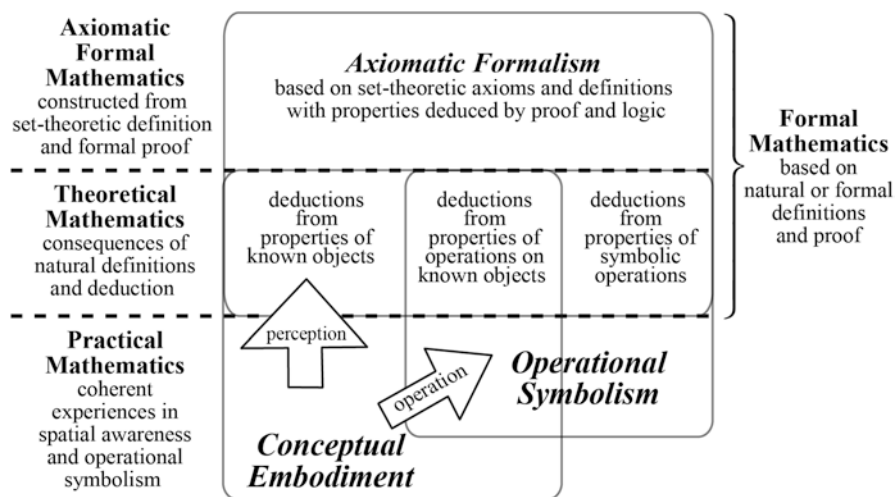 Axiomatic
Formal
Mathematics
constructed from
set-theoretic definition
and formal proof
Axiomatic Formalism
based on set-theoretic axioms and definitions
with properties deduced by proof and logic
Formal
Mathematics
based on
natural or formal
definitions
and proof
Theoretical
Mathematics
consequences of
natural definitions
and deduction
deductions
from
properties of
known objects
deductions
from
properties of
operations on
known objects
deductions
from
properties of
symbolic
operations
Practical
Mathematics
coherent
experiences in
spatial awareness
and operational
symbolism
perception
operation
Operational
Symbolism
Conceptual
Embodiment